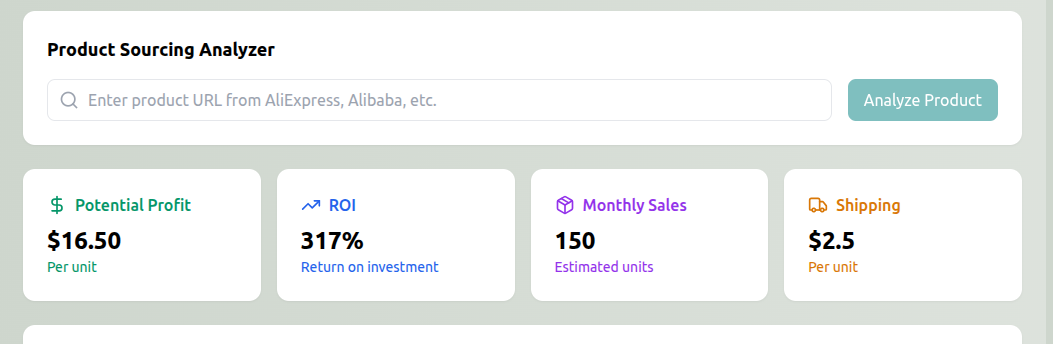 Product Sourcing Analyzer
Enter product URL from AliExpress, Alibaba, etc.
Analyze Product
Potential Profit
$16.50
Per unit
ROI
317%
Return on investment
Monthly Sales
150
Estimated units
Shipping
$2.5
Per unit